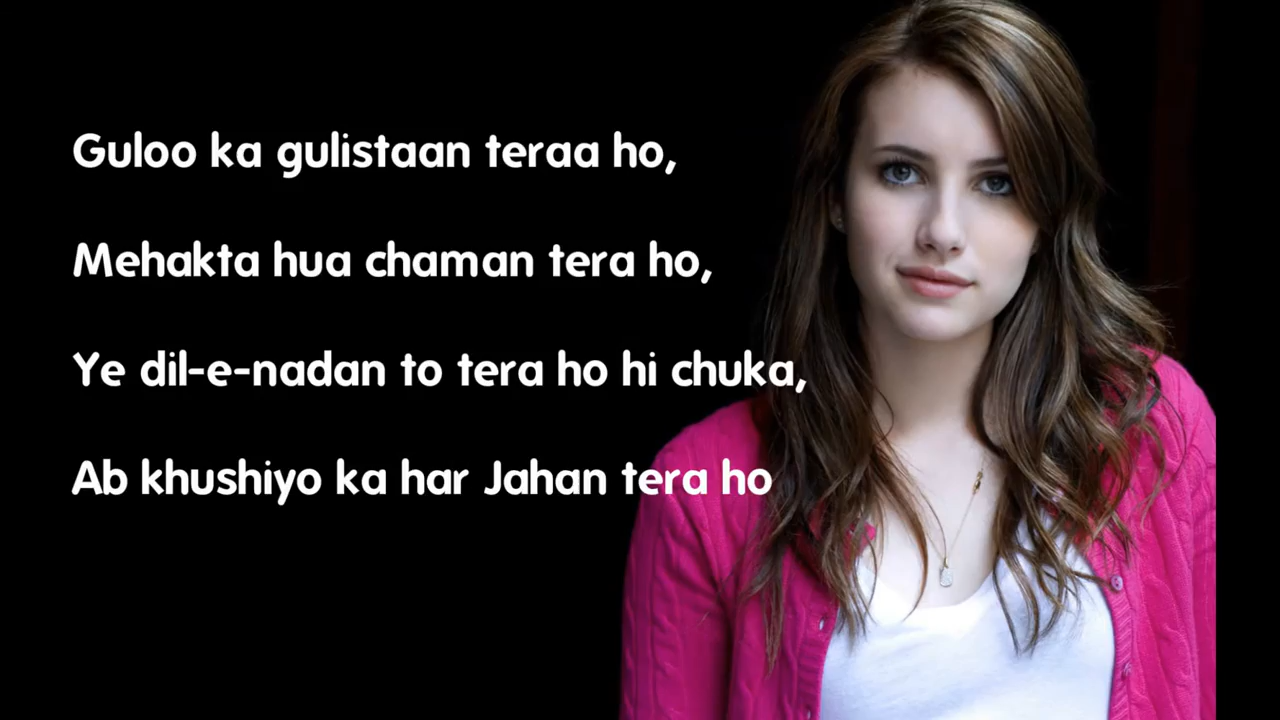 Guloo ka gulistaan teraa ho,
Mehakta hua chaman tera ho,
Ye dil-e-nadan to tera ho hi chuka,
Ab khushiyo ka har Jahan tera ho